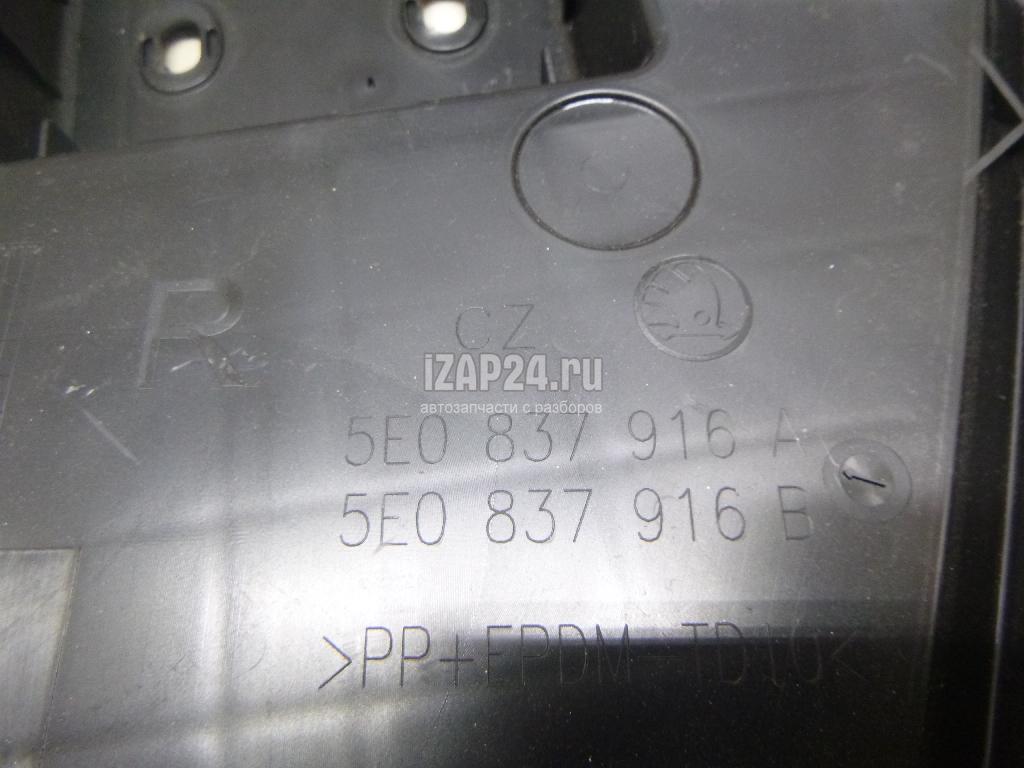 R
CZ
iZAP24.ru
автозапчасти с разборов
5E0 837 916 A
5E0 837 916 B
>PP+EPDM-TD10<